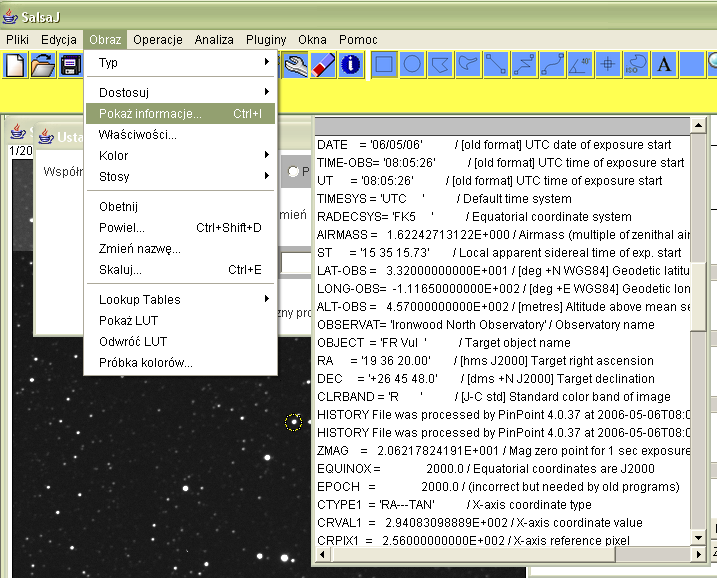 SalsaJ
Pliki Edycja Obraz Operacje Analiza Pluginy Okna Pomoc
A
Typ
Dostosuj
Pokaż informacje... Ctrl+I
Właściwości...
Kolor
Stosy
Obetnij
Powiel... Ctrl+Shift+D
Zmień nazwę...
Skaluj... Ctrl+E
Lookup Tables
Pokaż LUT
Odwróć LUT
Próbka kolorów...
1/20
DATE = '06/05/06' / [old format] UTC date of exposure start
TIME-OBS= '08:05:26' / [old format] UTC time of exposure start
UT = '08:05:26' / [old format] UTC time of exposure start
TIMESYS = 'UTC ' / Default time system
RADECSYS= 'FK5 ' / Equatorial coordinate system
AIRMASS = 1.62242713122E+000 / Airmass (multiple of zenithal air
ST = '15 35 15.73' / Local apparent sidereal time of exp. start
LAT-OBS = 3.32000000000E+001 / [deg +N WGS84] Geodetic latitu
LONG-OBS= -1.11650000000E+002 / [deg +E WGS84] Geodetic lon
ALT-OBS = 4.57000000000E+002 / [metres] Altitude above mean se
OBSERVAT= 'Ironwood North Observatory' / Observatory name
OBJECT = 'FR Vul ' / Target object name
RA = '19 36 20.00' / [hms J2000] Target right ascension
DEC = '+26 45 48.0' / [dms +N J2000] Target declination
CLRBAND = 'R ' / [J-C std] Standard color band of image
HISTORY File was processed by PinPoint 4.0.37 at 2006-05-06T08:0
HISTORY File was processed by PinPoint 4.0.37 at 2006-05-06T08:0
ZMAG = 2.06217824191E+001 / Mag zero point for 1 sec exposure
EQUINOX = 2000.0 / Equatorial coordinates are J2000
EPOCH = 2000.0 / (incorrect but needed by old programs)
CTYPE1 = 'RA---TAN' / X-axis coordinate type
CRVAL1 = 2.94083098889E+002 / X-axis coordinate value
CRPIX1 = 2.56000000000E+002 / X-axis reference pixel